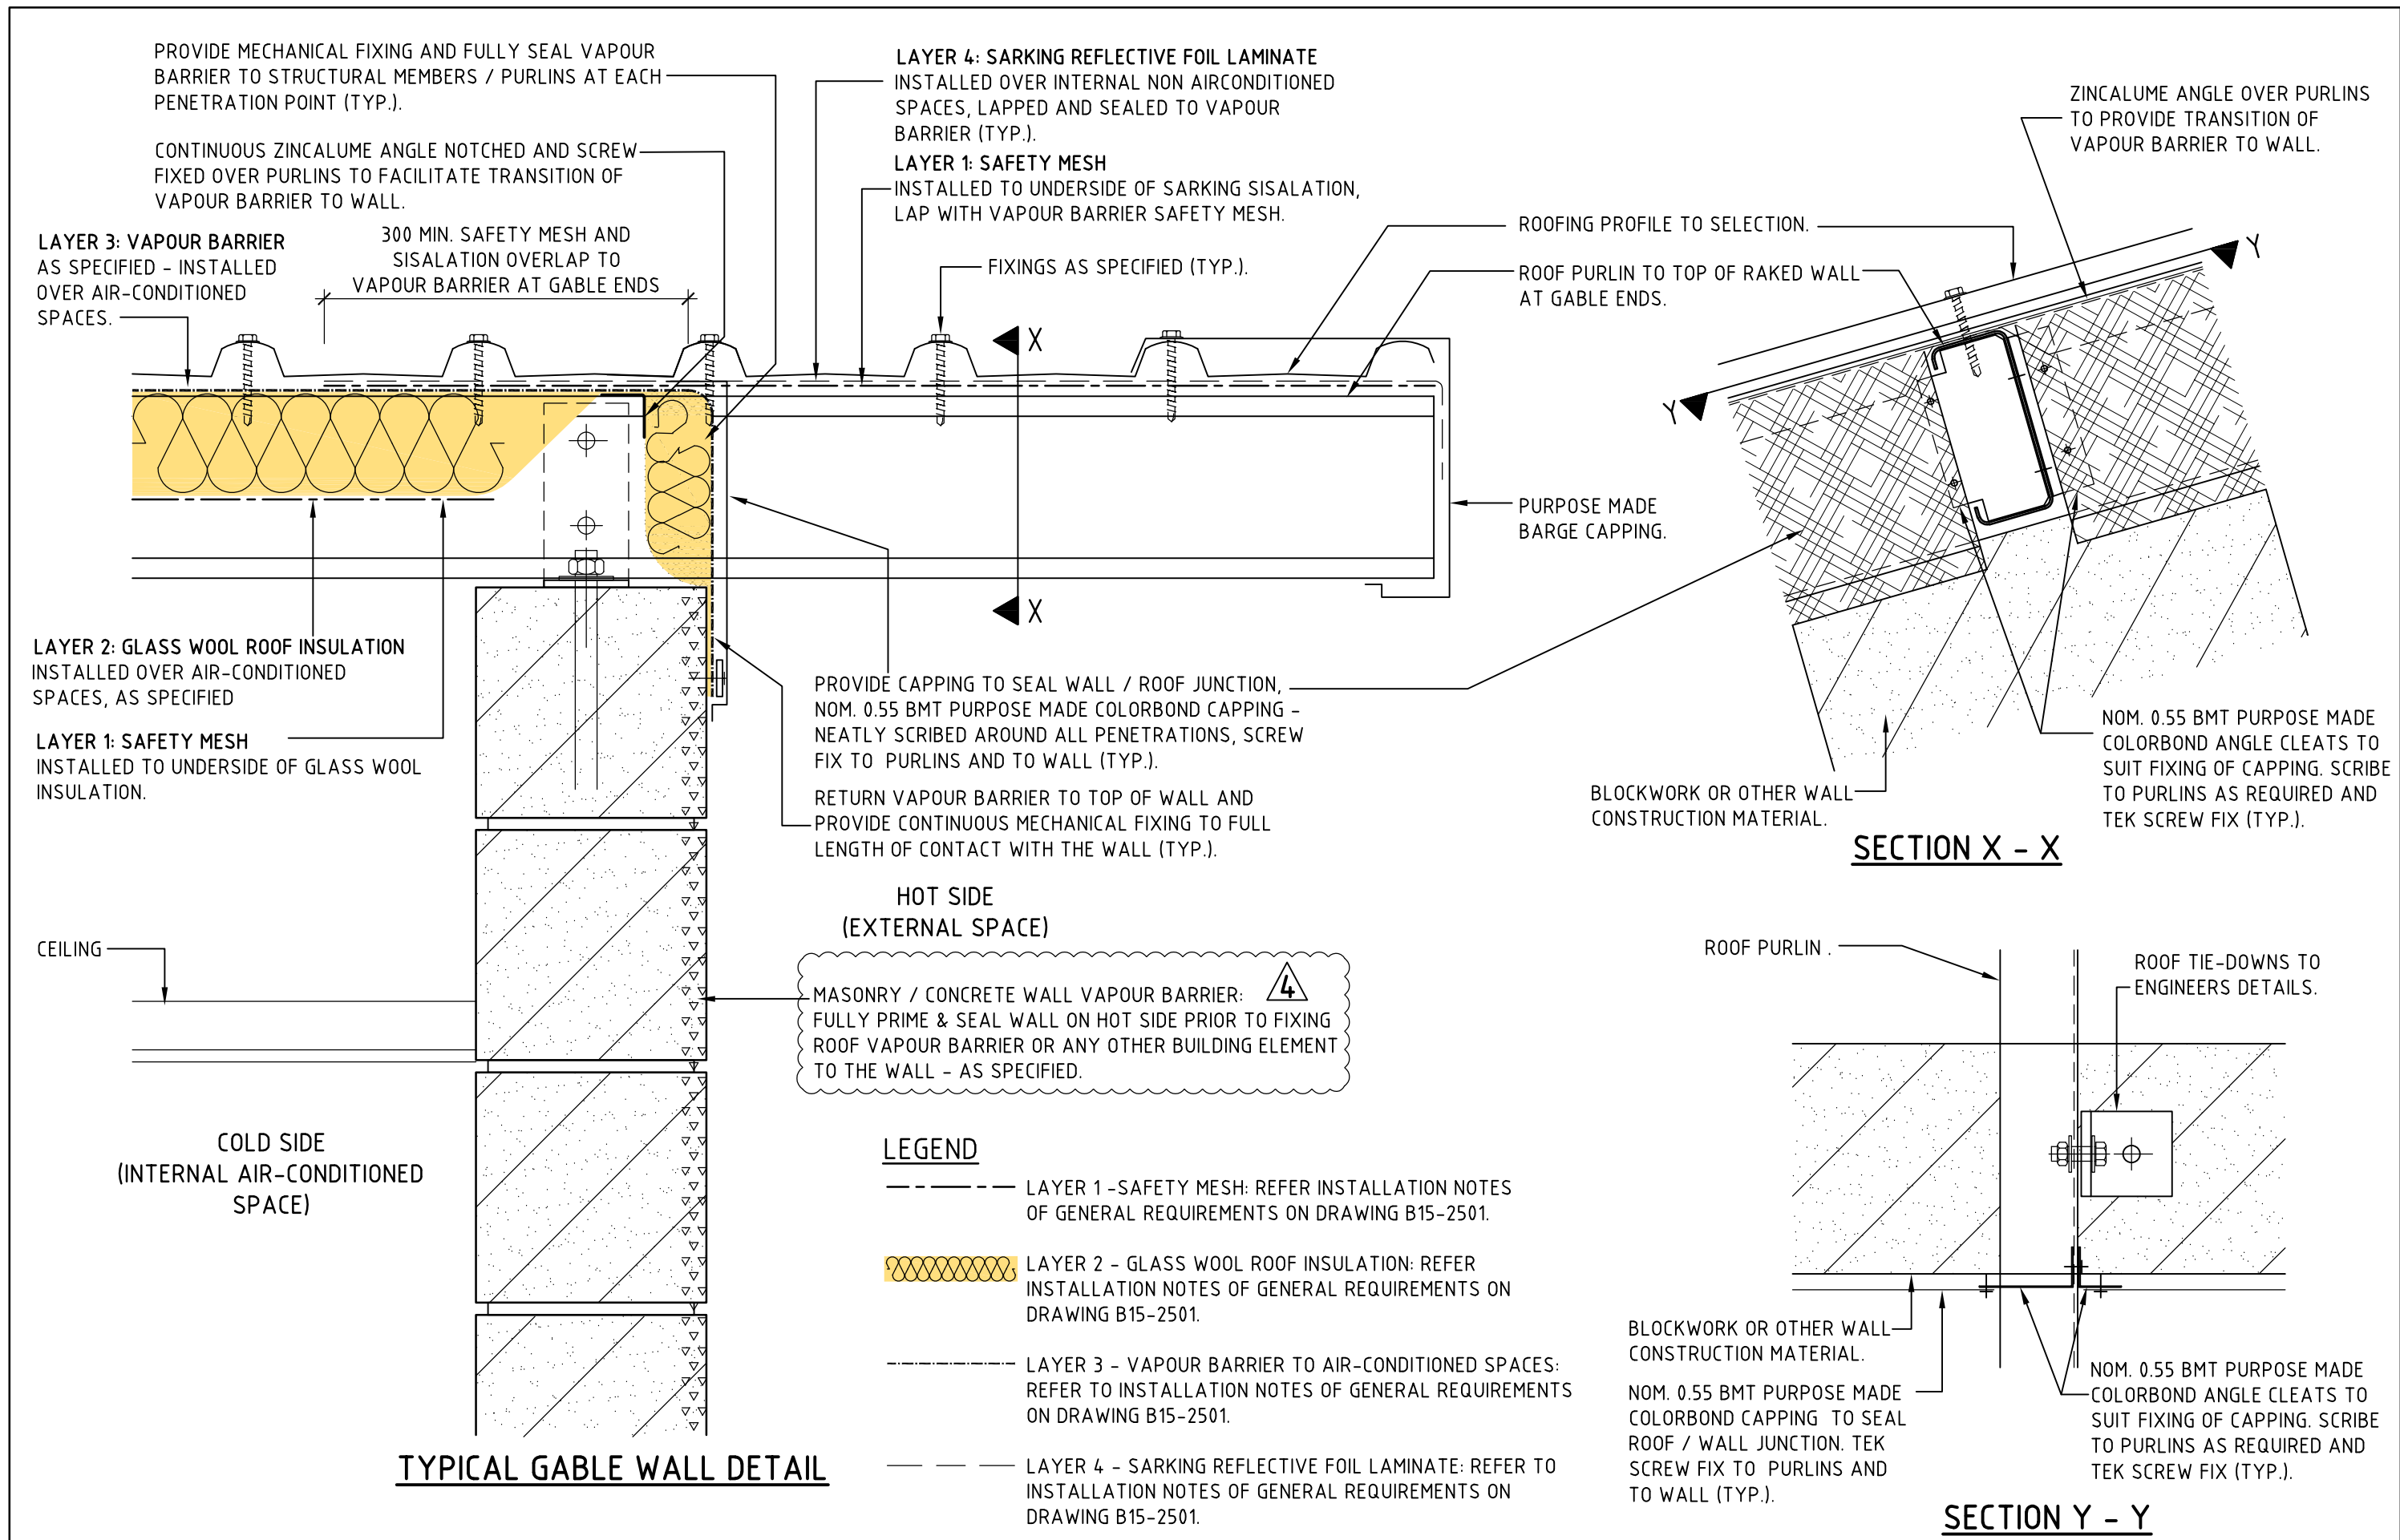 PROVIDE MECHANICAL FIXING AND FULLY SEAL VAPOUR
BARRIER TO STRUCTURAL MEMBERS / PURLINS AT EACH
PENETRATION POINT (TYP.).
CONTINUOUS ZINCALUME ANGLE NOTCHED AND SCREW
FIXED OVER PURLINS TO FACILITATE TRANSITION OF
VAPOUR BARRIER TO WALL.
LAYER 3: VAPOUR BARRIER
AS SPECIFIED - INSTALLED
OVER AIR-CONDITIONED
SPACES.
300 MIN. SAFETY MESH AND
SISALATION OVERLAP TO
VAPOUR BARRIER AT GABLE ENDS
LAYER 4: SARKING REFLECTIVE FOIL LAMINATE
INSTALLED OVER INTERNAL NON AIRCONDITIONED
SPACES, LAPPED AND SEALED TO VAPOUR
BARRIER (TYP.).
LAYER 1: SAFETY MESH
INSTALLED TO UNDERSIDE OF SARKING SISALATION,
LAP WITH VAPOUR BARRIER SAFETY MESH.
FIXINGS AS SPECIFIED (TYP.).
X
X
ROOFING PROFILE TO SELECTION.
ROOF PURLIN TO TOP OF RAKED WALL
AT GABLE ENDS.
PURPOSE MADE
BARGE CAPPING.
ZINCALUME ANGLE OVER PURLINS
TO PROVIDE TRANSITION OF
VAPOUR BARRIER TO WALL.
Y
Y
LAYER 2: GLASS WOOL ROOF INSULATION
INSTALLED OVER AIR-CONDITIONED
SPACES, AS SPECIFIED
LAYER 1: SAFETY MESH
INSTALLED TO UNDERSIDE OF GLASS WOOL
INSULATION.
PROVIDE CAPPING TO SEAL WALL / ROOF JUNCTION,
NOM. 0.55 BMT PURPOSE MADE COLORBOND CAPPING -
NEATLY SCRIBED AROUND ALL PENETRATIONS, SCREW
FIX TO PURLINS AND TO WALL (TYP.).
RETURN VAPOUR BARRIER TO TOP OF WALL AND
PROVIDE CONTINUOUS MECHANICAL FIXING TO FULL
LENGTH OF CONTACT WITH THE WALL (TYP.).
BLOCKWORK OR OTHER WALL
CONSTRUCTION MATERIAL.
NOM. 0.55 BMT PURPOSE MADE
COLORBOND ANGLE CLEATS TO
SUIT FIXING OF CAPPING. SCRIBE
TO PURLINS AS REQUIRED AND
TEK SCREW FIX (TYP.).
SECTION X - X
HOT SIDE
(EXTERNAL SPACE)
CEILING
4
MASONRY / CONCRETE WALL VAPOUR BARRIER:
FULLY PRIME & SEAL WALL ON HOT SIDE PRIOR TO FIXING
ROOF VAPOUR BARRIER OR ANY OTHER BUILDING ELEMENT
TO THE WALL - AS SPECIFIED.
COLD SIDE
(INTERNAL AIR-CONDITIONED
SPACE)
LEGEND
LAYER 1 -SAFETY MESH: REFER INSTALLATION NOTES
OF GENERAL REQUIREMENTS ON DRAWING B15-2501.
LAYER 2 - GLASS WOOL ROOF INSULATION: REFER
INSTALLATION NOTES OF GENERAL REQUIREMENTS ON
DRAWING B15-2501.
LAYER 3 - VAPOUR BARRIER TO AIR-CONDITIONED SPACES:
REFER TO INSTALLATION NOTES OF GENERAL REQUIREMENTS
ON DRAWING B15-2501.
LAYER 4 - SARKING REFLECTIVE FOIL LAMINATE: REFER TO
INSTALLATION NOTES OF GENERAL REQUIREMENTS ON
DRAWING B15-2501.
TYPICAL GABLE WALL DETAIL
ROOF PURLIN .
ROOF TIE-DOWNS TO
ENGINEERS DETAILS.
BLOCKWORK OR OTHER WALL
CONSTRUCTION MATERIAL.
NOM. 0.55 BMT PURPOSE MADE
COLORBOND CAPPING TO SEAL
ROOF / WALL JUNCTION. TEK
SCREW FIX TO PURLINS AND
TO WALL (TYP.).
NOM. 0.55 BMT PURPOSE MADE
COLORBOND ANGLE CLEATS TO
SUIT FIXING OF CAPPING. SCRIBE
TO PURLINS AS REQUIRED AND
TEK SCREW FIX (TYP.).
SECTION Y - Y